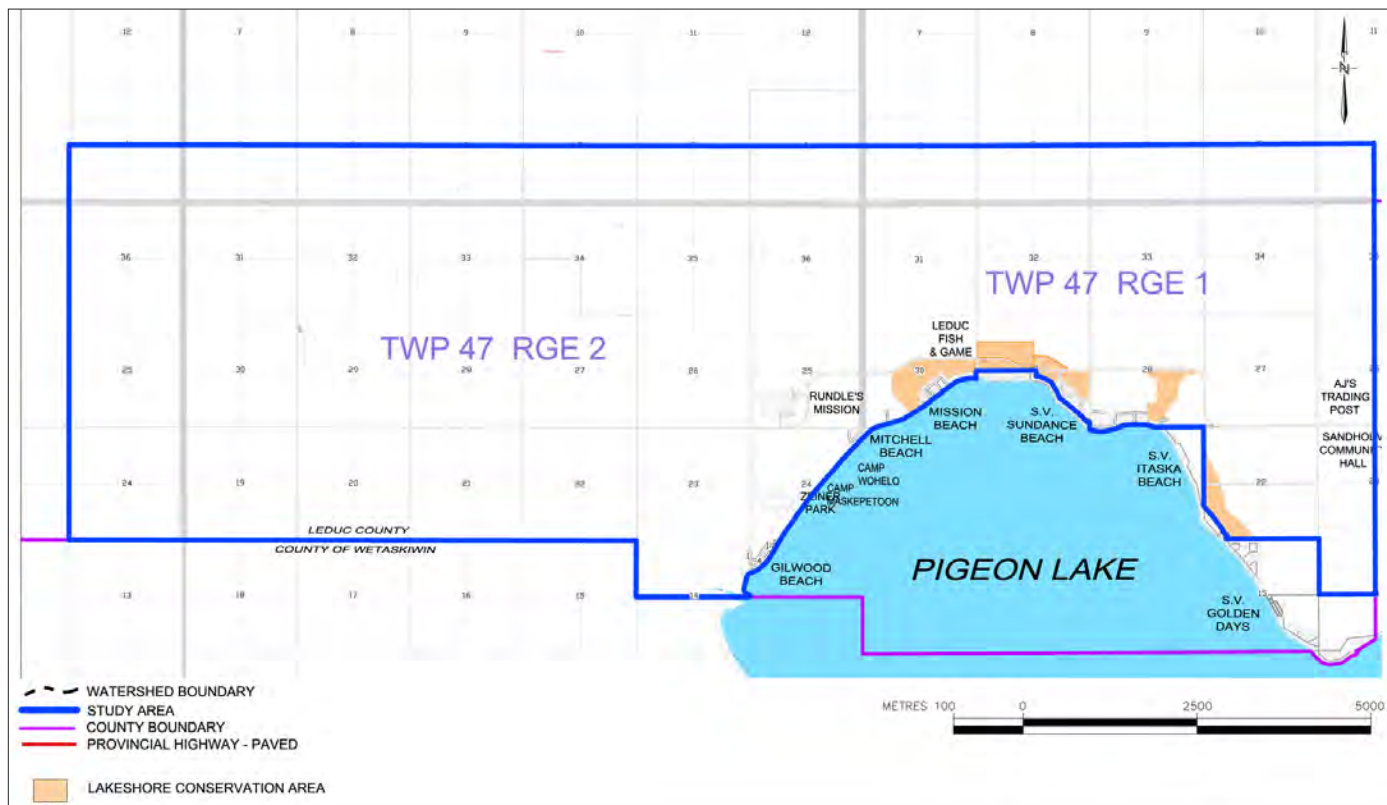 12 7 8 9 10 12 7 8 9 10 11
N
36 31 32 33 34 36 31 32 33 34
TWP 47 RGE 1
TWP 47 RGE 2
LEDUC
FISH
& GAME
25 30 29 28 27 26 25 30 27
RUNDLE'S
MISSION
AJ'S
TRADING
POST
MISSION
BEACH
S.V.
SUNDANCE
BEACH
MITCHELL
BEACH
SANDHOL
COMMUNI
HALL
S.V.
ITASKA
BEACH
CAMP
WOHELO
24 19 20 21 22 23 24 22
CAMP
MASKEPETOON
ZEINER
PARK
LEDUC COUNTY
COUNTY OF WETASKIWIN
GILWOOD
BEACH
PIGEON LAKE
13 18 17 16 15
S.V.
GOLDEN
DAYS
WATERSHED BOUNDARY
STUDY AREA
COUNTY BOUNDARY
PROVINCIAL HIGHWAY - PAVED
LAKESHORE CONSERVATION AREA
METRES 100 0 2500 5000